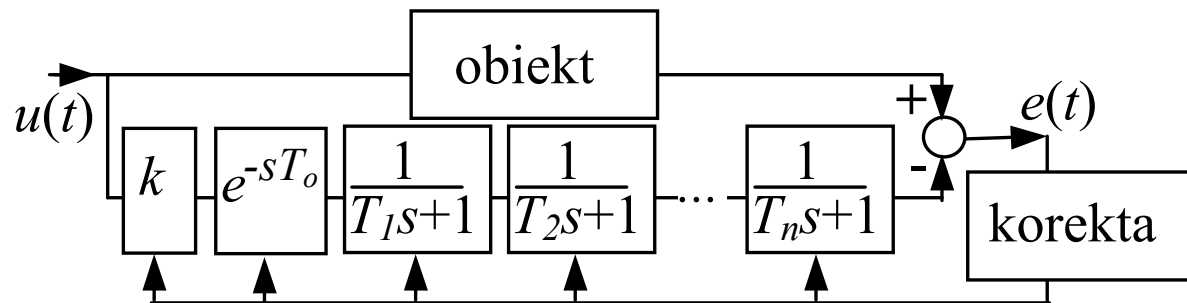 obiekt
u(t)
+
e(t)
k
e^{-sT_o}
1
T_1s+1
1
T_2s+1
...
1
T_ns+1
-
korekta